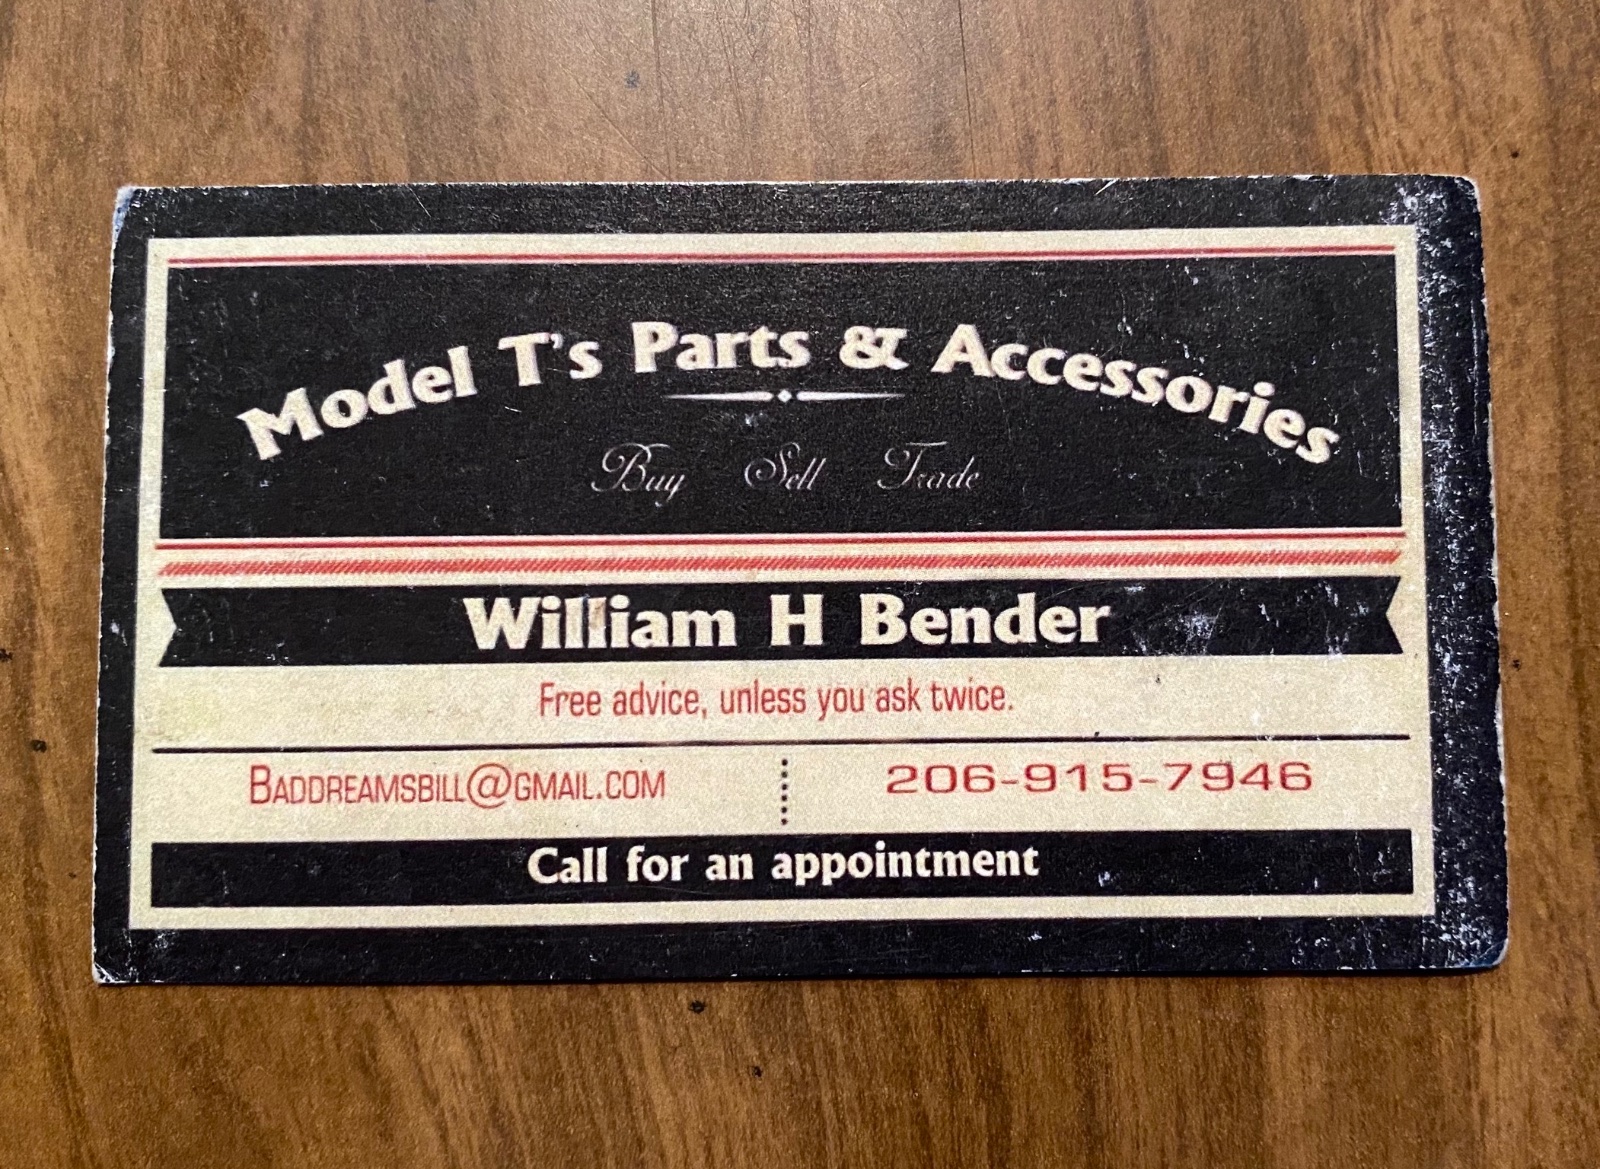 Model T's Parts & Accessories
Buy Sell Trade
William H Bender
Free advice, unless you ask twice.
BADDREAMSBILL@GMAIL.COM
206-915-7946
Call for an appointment